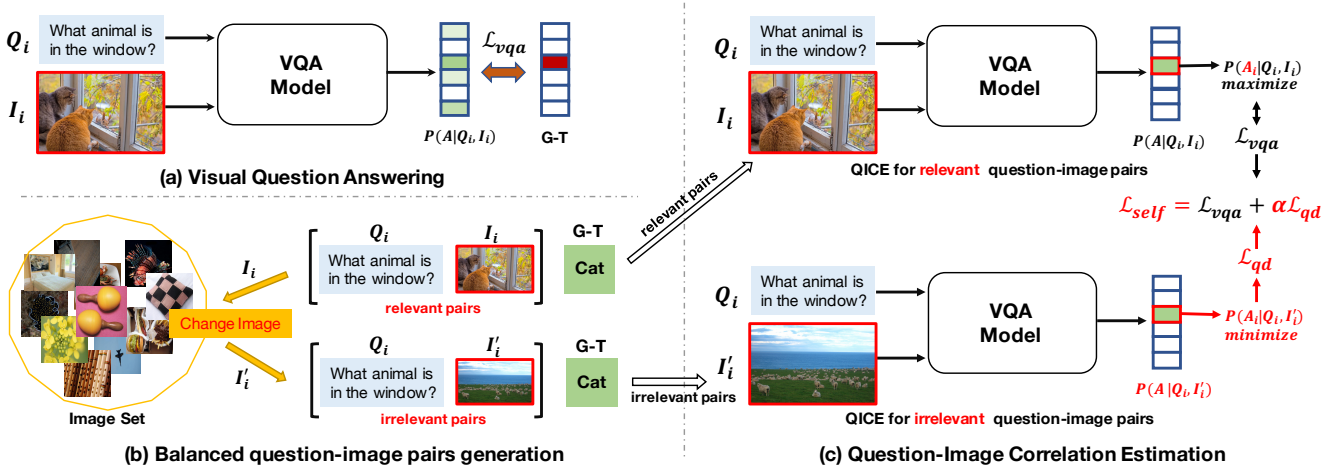 Q_i
What animal is
in the window?
I_i
VQA
Model
P(A|Q_i, I_i)
ℒ_vqa
G-T
(a) Visual Question Answering
I_i
Change Image
I'_i
Image Set
Q_i
I_i
G-T
What animal is
in the window?
Cat
relevant pairs
Q_i
I'_i
G-T
What animal is
in the window?
Cat
irrelevant pairs
(b) Balanced question-image pairs generation
relevant pairs
irrelevant pairs
Q_i
What animal is
in the window?
I_i
VQA
Model
P(A|Q_i, I_i)
P(A_i|Q_i, I_i)
maximize
QICE for relevant question-image pairs
ℒ_vqa
ℒ_self = ℒ_vqa + αℒ_qd
ℒ_qd
Q_i
What animal is
in the window?
I'_i
VQA
Model
P(A_i|Q_i, I'_i)
minimize
P(A|Q_i, I'_i)
QICE for irrelevant question-image pairs
(c) Question-Image Correlation Estimation